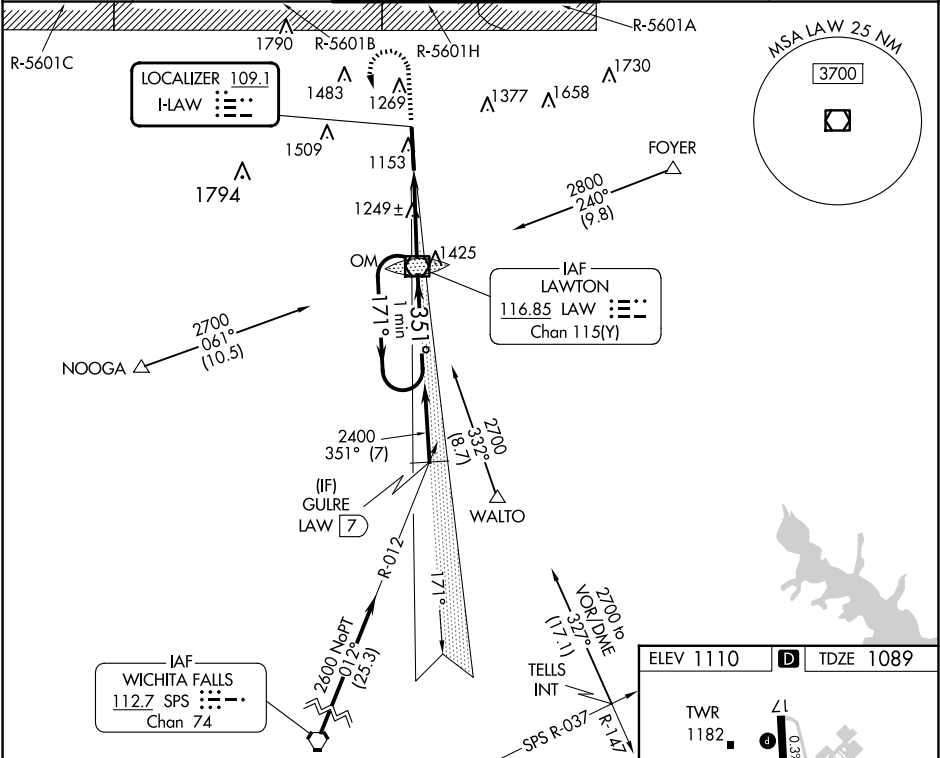 R-5601C
1790
R-5601B
R-5601H
R-5601A
MSA LAW 25 NM
3700
LOCALIZER 109.1
I-LAW
1483
1269
1377
1658
1730
1509
1153
1794
FOYER
2800
240°
(9.8)
1249±
OM
1425
IAF
LAWTON
116.85 LAW
Chan 115(Y)
171°
1 min
351°
2700
061°
(10.5)
NOOGA
2400
351° (7)
2700
332°
(8.7)
WALTO
(IF)
GULRE
LAW 7
R-012
171°
2600 NoPT
012°
(25.3)
IAF
WICHITA FALLS
112.7 SPS
Chan 74
2700 to
VOR/DME
327°
(17.1)
TELLS
INT
SPS R-037
R-147
ELEV 1110
D
TDZE 1089
TWR
1182
P
17